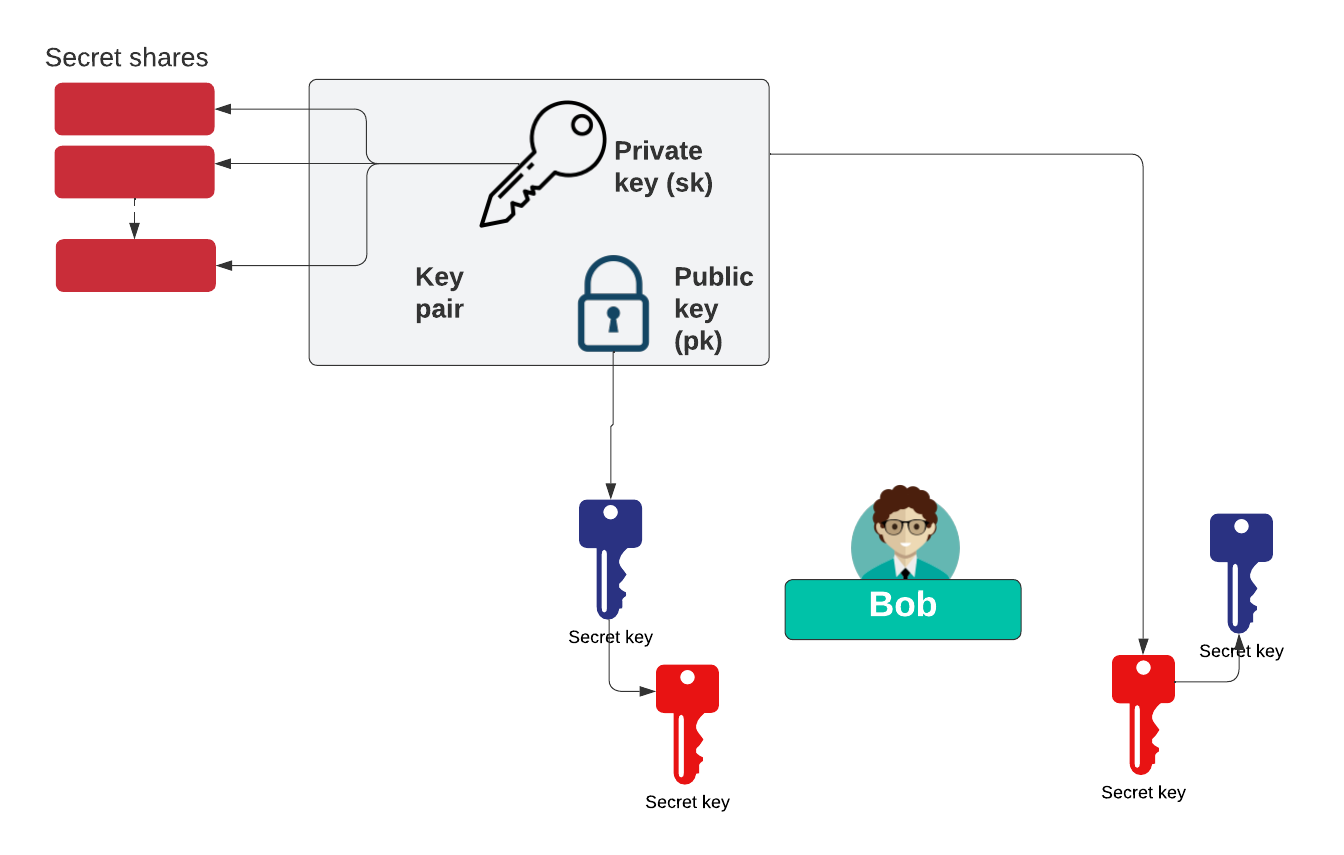 Secret shares
Private
key (sk)
Key
pair
Public
key
(pk)
Bob
Secret key
Secret key
Secret key
Secret key